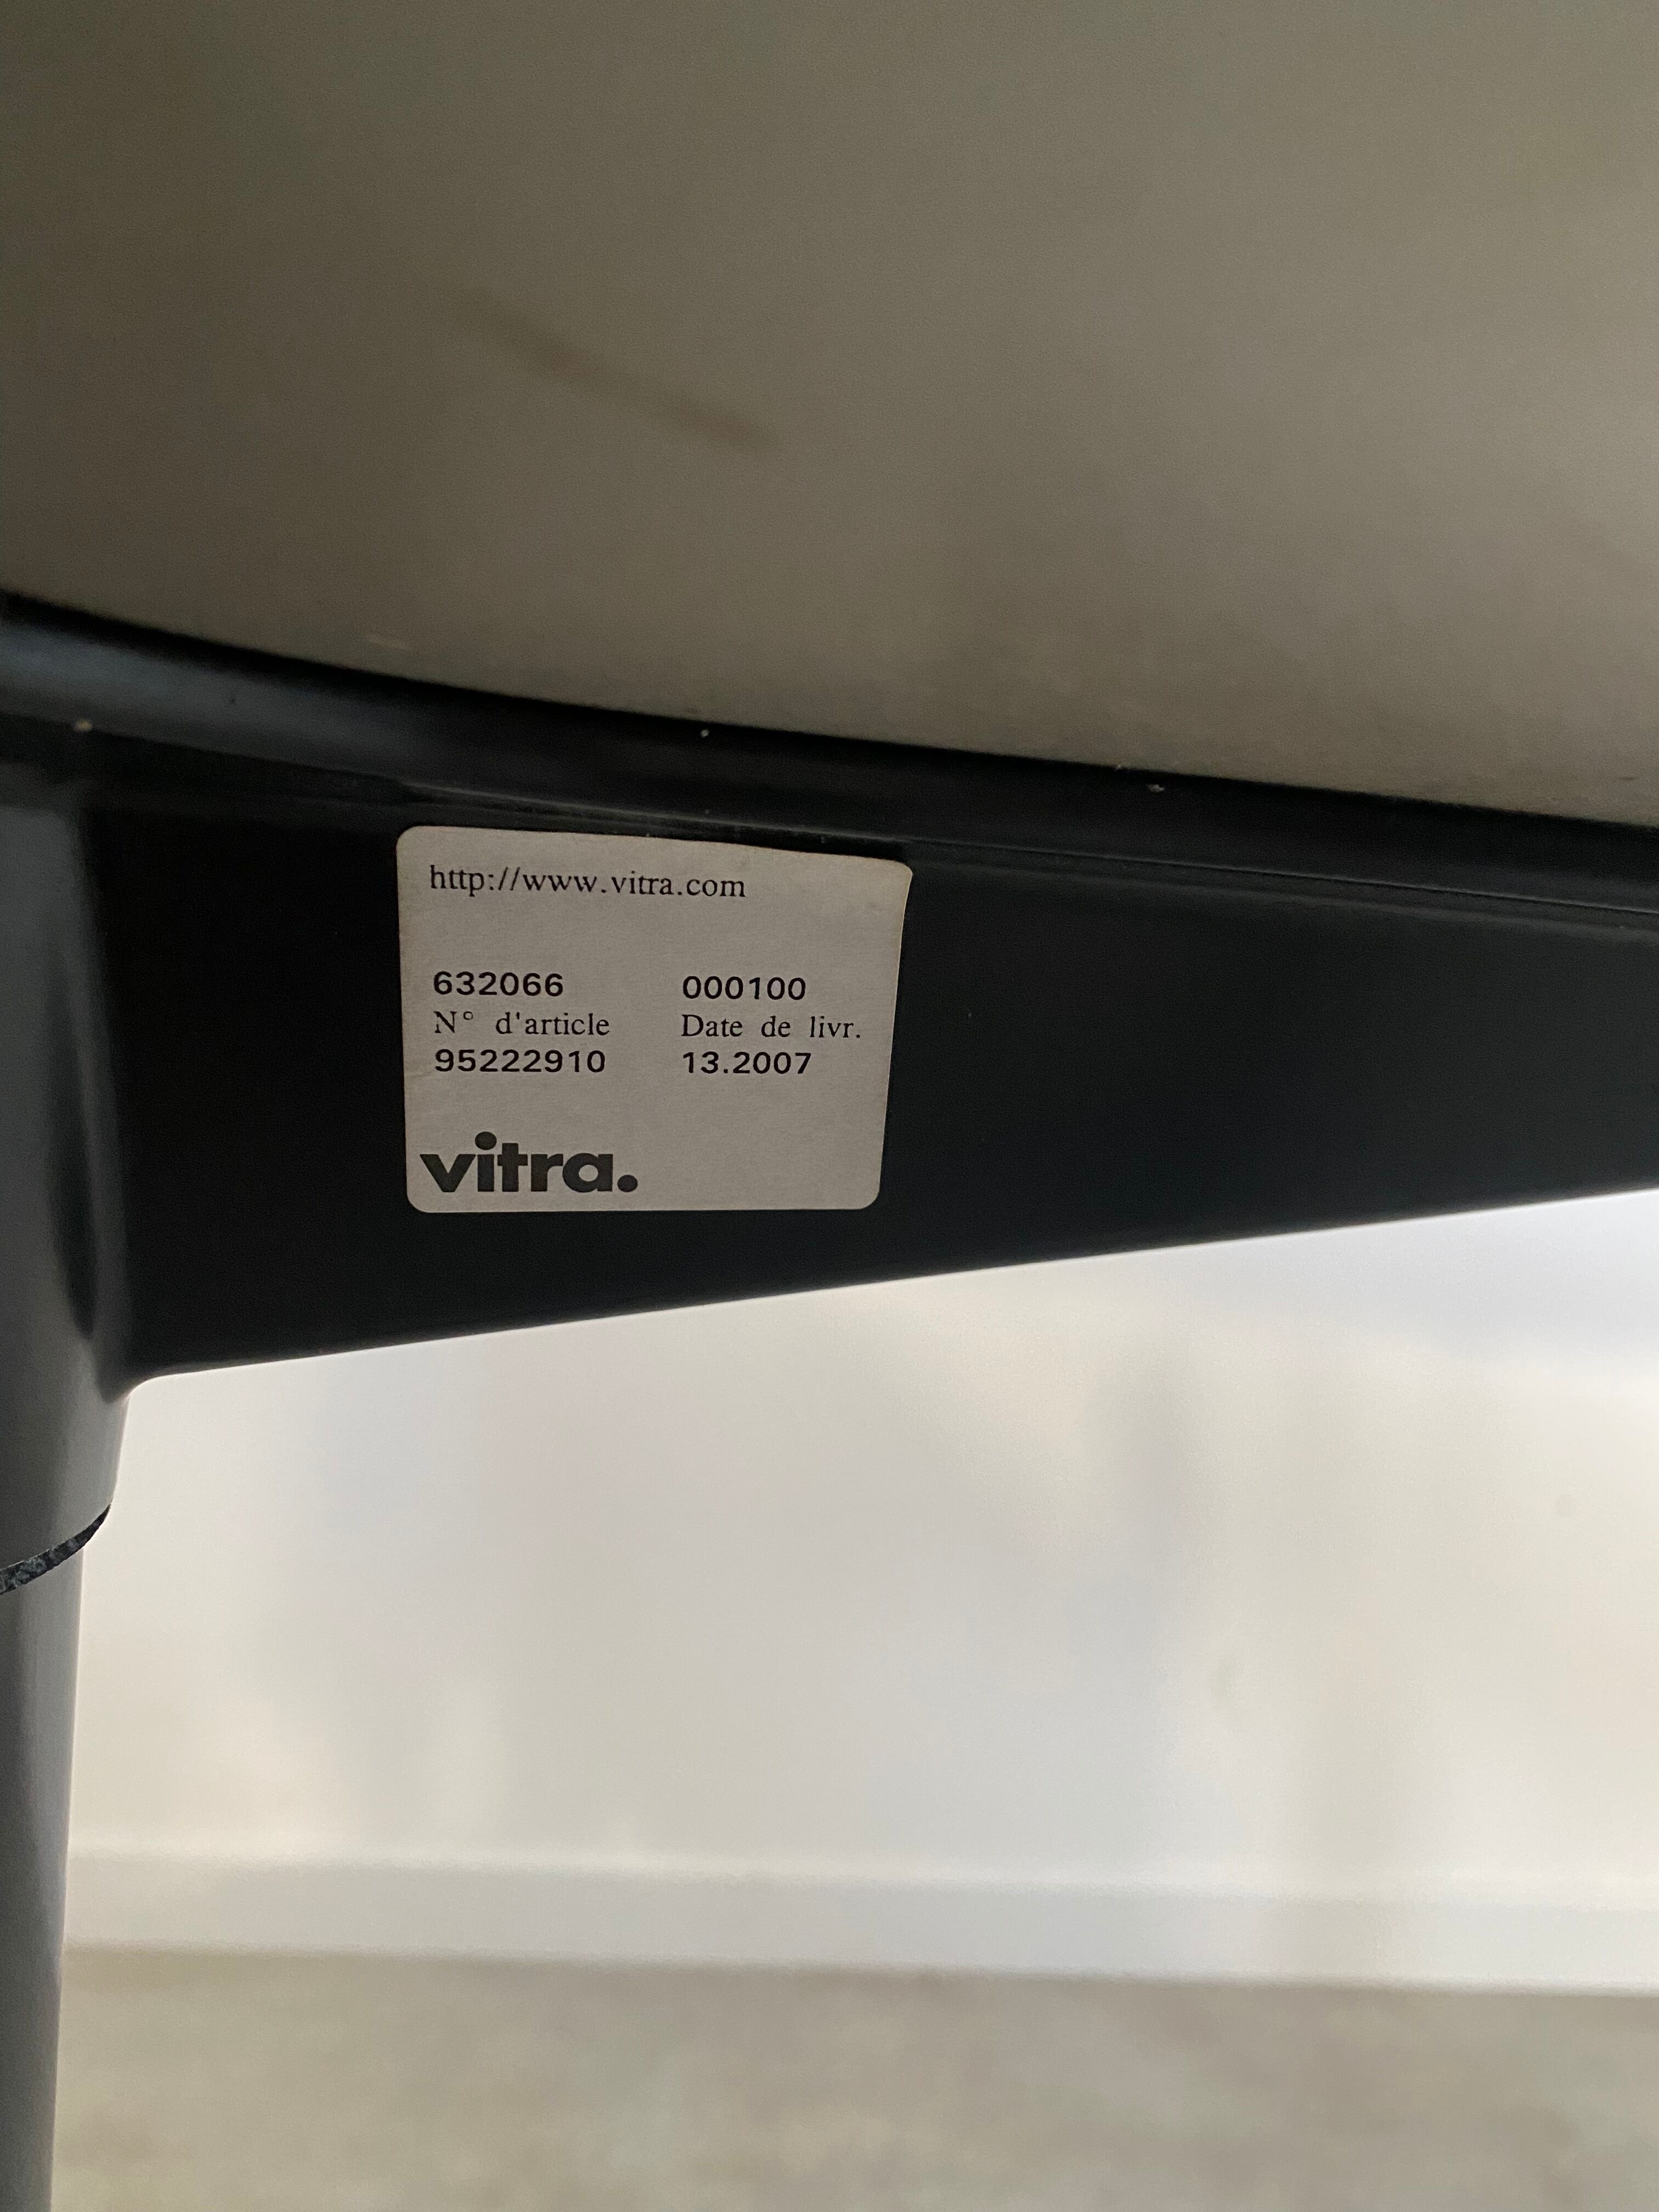 http://www.vitra.com
632066 000100
N° d'article Date de livr.
95222910 13.2007
vitra.